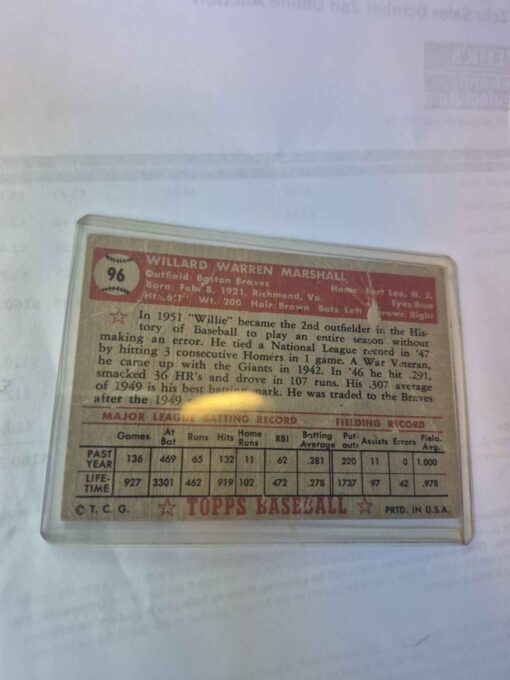 96
WILLARD WARREN MARSHALL
Outfield: Boston Braves Home: Fort Lee, N. J.
Born: Feb. 8, 1921, Richmond, Va. Eyes: Blue
Ht.: 6'1" Wt. 200 Hair: Brown Bats: Left Throws: Right
In 1951 "Willie" became the 2nd outfielder in the His-
tory of Baseball to play an entire season without
making an error. He tied a National League record in '47
by hitting 3 consecutive Homers in 1 game. A War Veteran,
he came up with the Giants in 1942. In '46 he hit .291,
smacked 36 HR's and drove in 107 runs. His .307 average
of 1949 is his best batting mark. He was traded to the Braves
after the 1949
MAJOR LEAGUE BATTING RECORD FIELDING RECORD
Games At Bat Runs Hits Home Runs RBI Batting Average Put-outs Assists Errors Field. Avg.
PAST YEAR 136 469 65 132 11 62 .281 220 11 0 1.000
LIFE-TIME 927 3301 462 919 102 472 .278 1737 97 42 .978
© T. C. G. TOPPS BASEBALL PRTD. IN U.S.A.